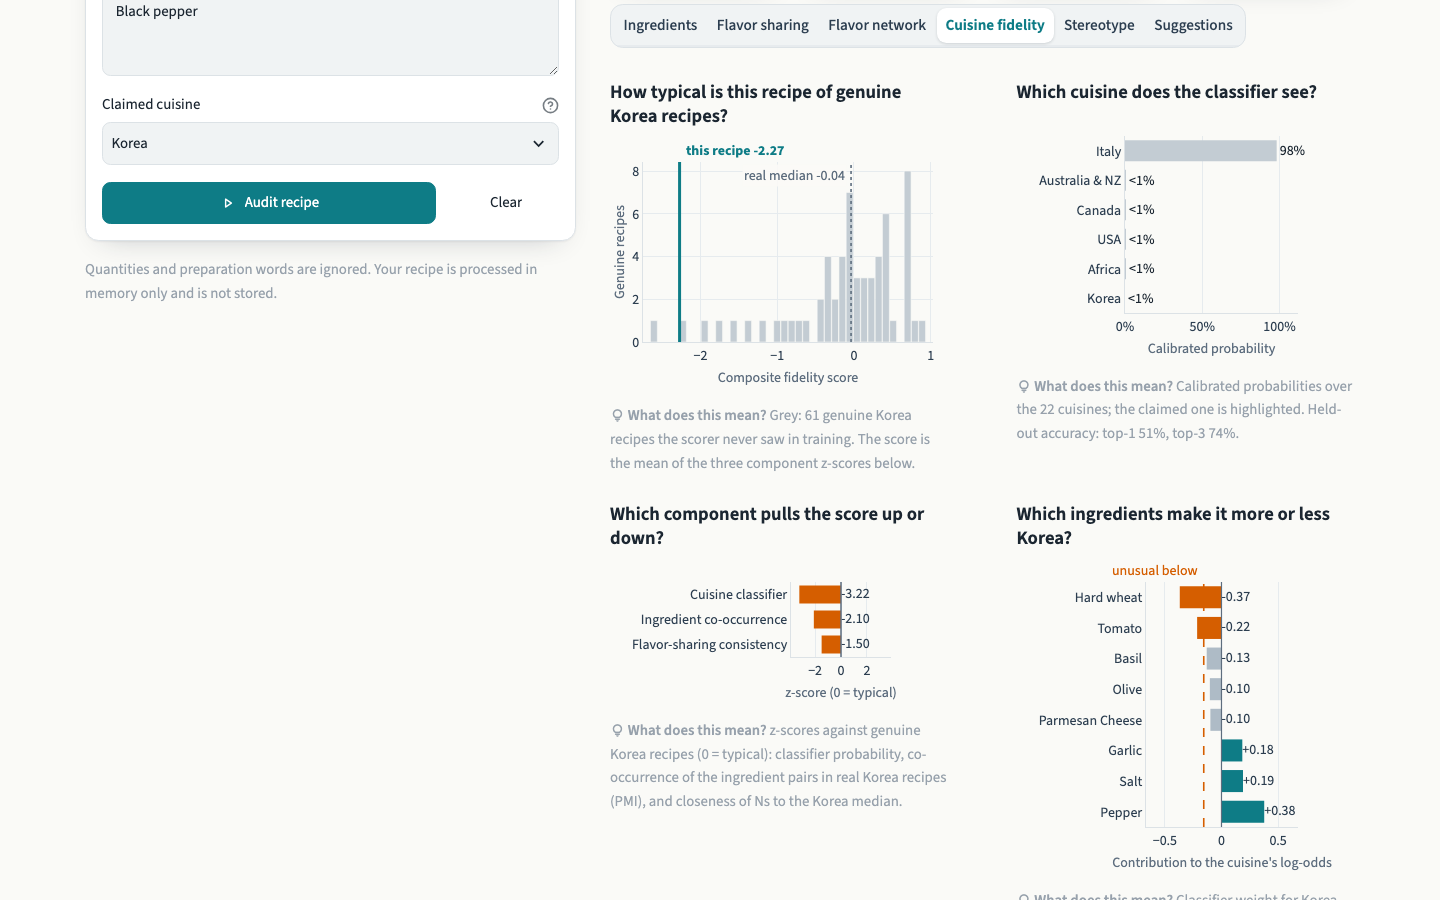 Black pepper
Claimed cuisine
Korea
Audit recipe
Clear
Quantities and preparation words are ignored. Your recipe is processed in
memory only and is not stored.
Ingredients
Flavor sharing
Flavor network
Cuisine fidelity
Stereotype
Suggestions
How typical is this recipe of genuine
Korea recipes?
this recipe -2.27
real median -0.04
Genuine recipes
8
6
4
2
0
−2
−1
0
1
Composite fidelity score
What does this mean? Grey: 61 genuine Korea
recipes the scorer never saw in training. The score is
the mean of the three component z-scores below.
Which cuisine does the classifier see?
Italy 98%
Australia & NZ <1%
Canada <1%
USA <1%
Africa <1%
Korea <1%
0%
50%
100%
Calibrated probability
What does this mean? Calibrated probabilities over
the 22 cuisines; the claimed one is highlighted. Held-
out accuracy: top-1 51%, top-3 74%.
Which component pulls the score up or
down?
Cuisine classifier -3.22
Ingredient co-occurrence -2.10
Flavor-sharing consistency -1.50
−2
0
2
z-score (0 = typical)
What does this mean? z-scores against genuine
Korea recipes (0 = typical): classifier probability, co-
occurrence of the ingredient pairs in real Korea recipes
(PMI), and closeness of Ns to the Korea median.
Which ingredients make it more or less
Korea?
unusual below
Hard wheat -0.37
Tomato -0.22
Basil -0.13
Olive -0.10
Parmesan Cheese -0.10
Garlic +0.18
Salt +0.19
Pepper +0.38
−0.5
0
0.5
Contribution to the cuisine's log-odds
What does this mean? Classifier weight for Korea